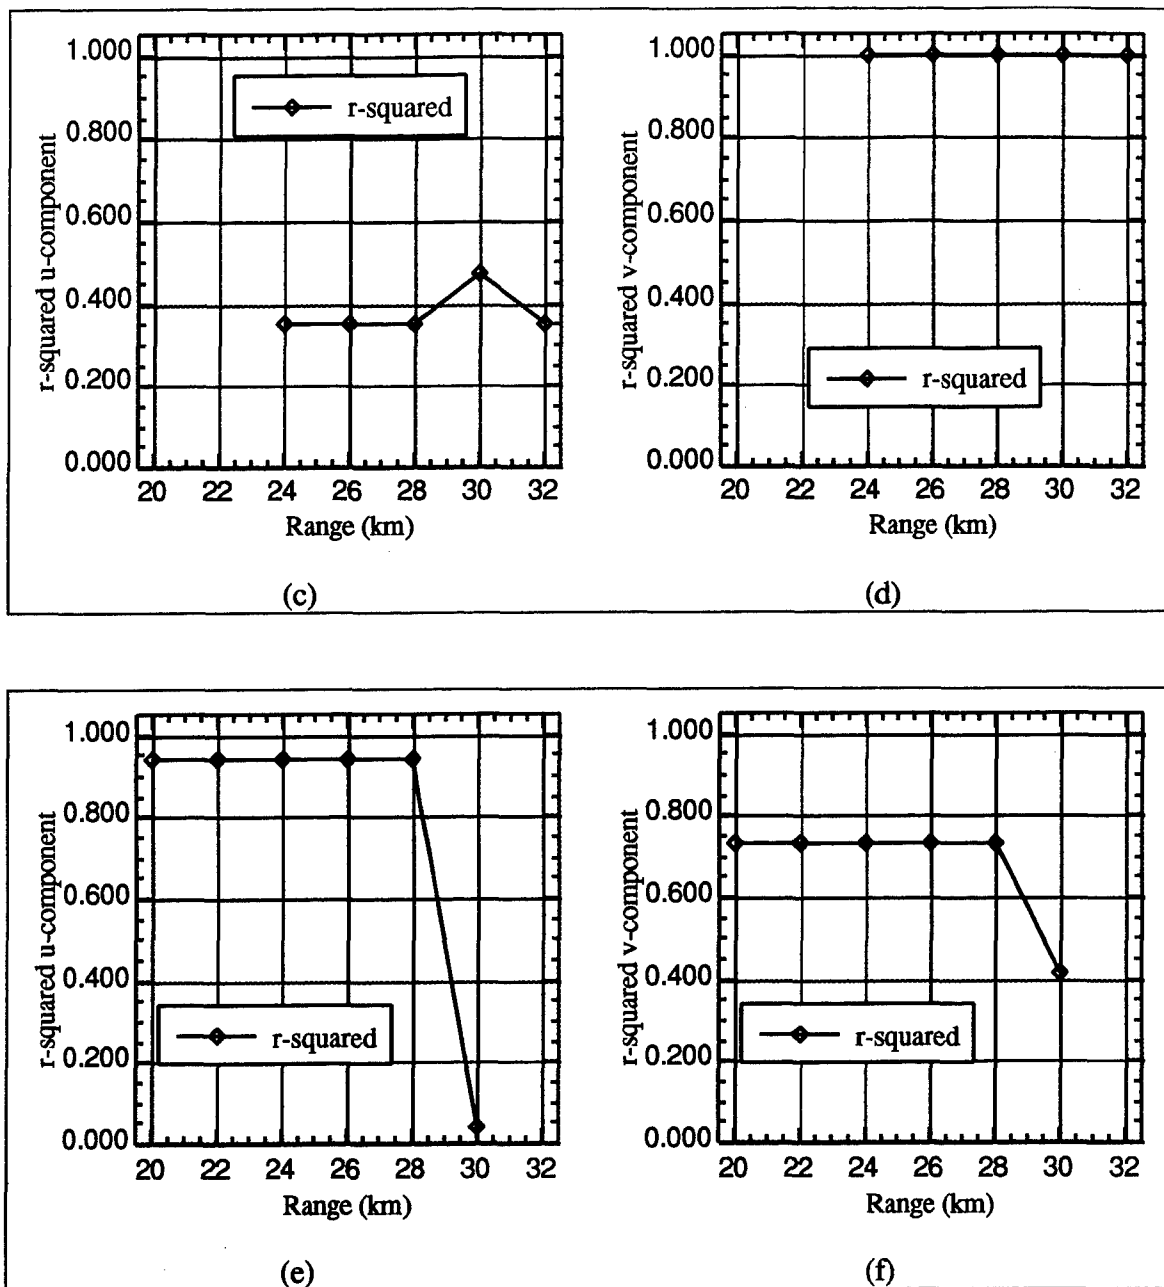 r-squared u-component
1.000
0.800
0.600
0.400
0.200
0.000
r-squared
20 22 24 26 28 30 32
Range (km)
(c)
r-squared v-component
1.000
0.800
0.600
0.400
0.200
0.000
r-squared
20 22 24 26 28 30 32
Range (km)
(d)
r-squared u-component
1.000
0.800
0.600
0.400
0.200
0.000
r-squared
20 22 24 26 28 30 32
Range (km)
(e)
r-squared v-component
1.000
0.800
0.600
0.400
0.200
0.000
r-squared
20 22 24 26 28 30 32
Range (km)
(f)